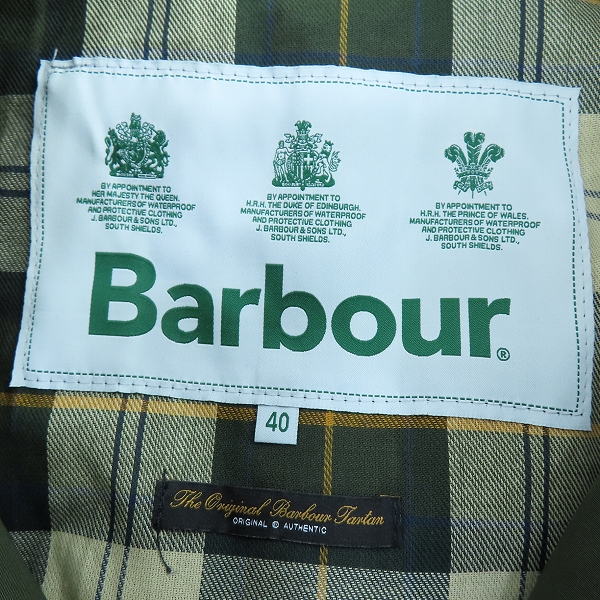 BY APPOINTMENT TO
HER MAJESTY THE QUEEN.
MANUFACTURERS OF WATERPROOF
AND PROTECTIVE CLOTHING
J. BARBOUR & SONS LTD.,
SOUTH SHIELDS.
BY APPOINTMENT TO
H.R.H. THE DUKE OF EDINBURGH.
MANUFACTURERS OF WATERPROOF
AND PROTECTIVE CLOTHING
J. BARBOUR & SONS LTD.,
SOUTH SHIELDS.
BY APPOINTMENT TO
H.R.H. THE PRINCE OF WALES.
MANUFACTURERS OF WATERPROOF
AND PROTECTIVE CLOTHING
J. BARBOUR & SONS LTD.,
SOUTH SHIELDS.
Barbour®
40
The Original Barbour Tartan
ORIGINAL © AUTHENTIC